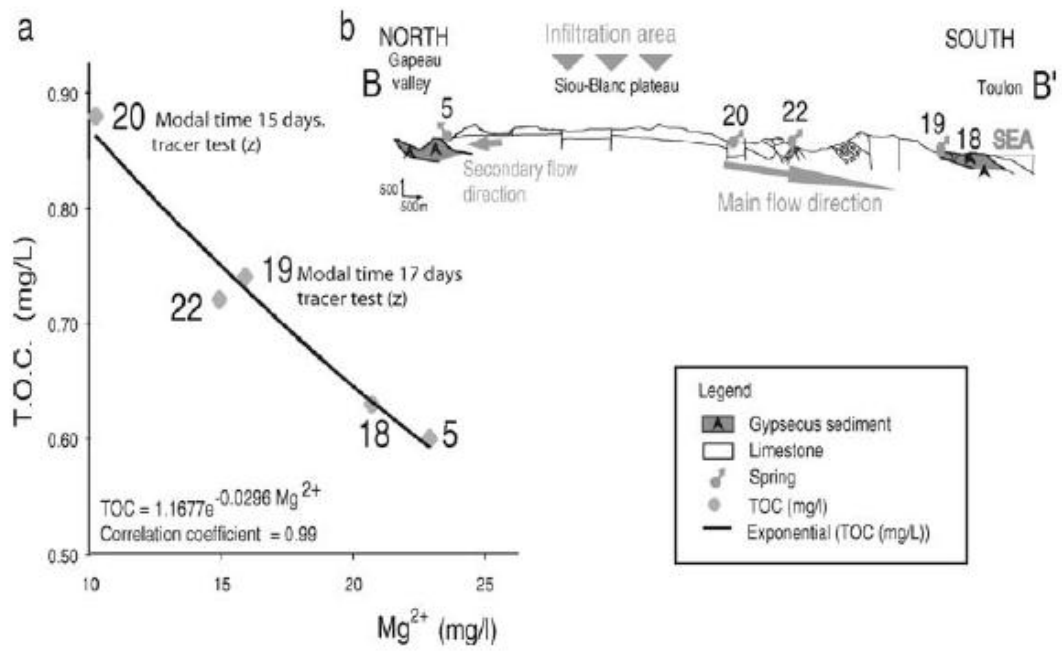 a
0.90
0.80
0.70
0.60
0.50
T.O.C. (mg/L)
20 Modal time 15 days.
tracer test (z)
19 Modal time 17 days
tracer test (z)
22
18
5
TOC = 1.1677e^-0.0296 Mg2+
Correlation coefficient = 0.99
10
15
20
25
Mg2+ (mg/l)
b
NORTH
Gapeau
valley
B
Infiltration area
Siou-Blanc plateau
SOUTH
Toulon B'
5
20
22
19
18
SEA
A
A
A
A
Secondary flow
direction
Main flow direction
500
500m
Legend
A Gypseous sediment
Limestone
Spring
TOC (mg/l)
Exponential (TOC (mg/L))